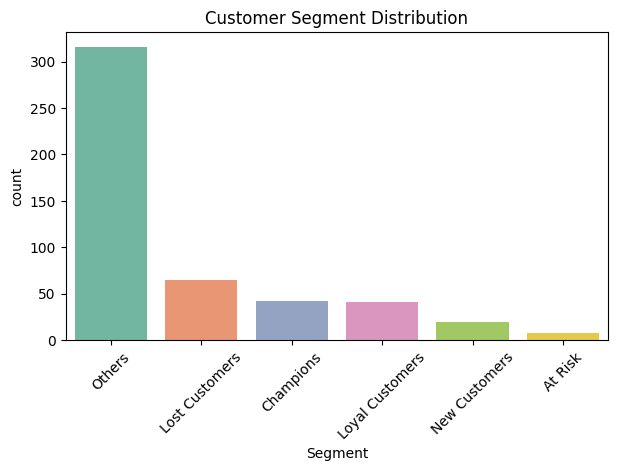 Customer Segment Distribution
count
300
250
200
150
100
50
0
Others
Lost Customers
Champions
Loyal Customers
New Customers
At Risk
Segment